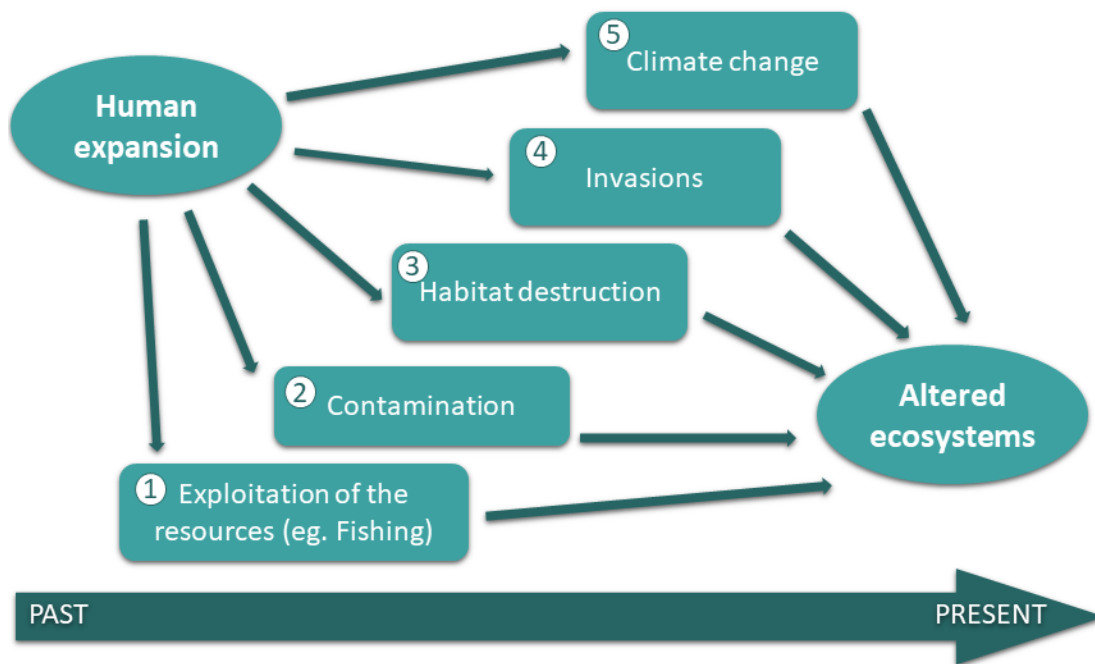 5
Climate change
Human
expansion
4
Invasions
3
Habitat destruction
2
Contamination
Altered
ecosystems
1
Exploitation of the
resources (eg. Fishing)
PAST
PRESENT